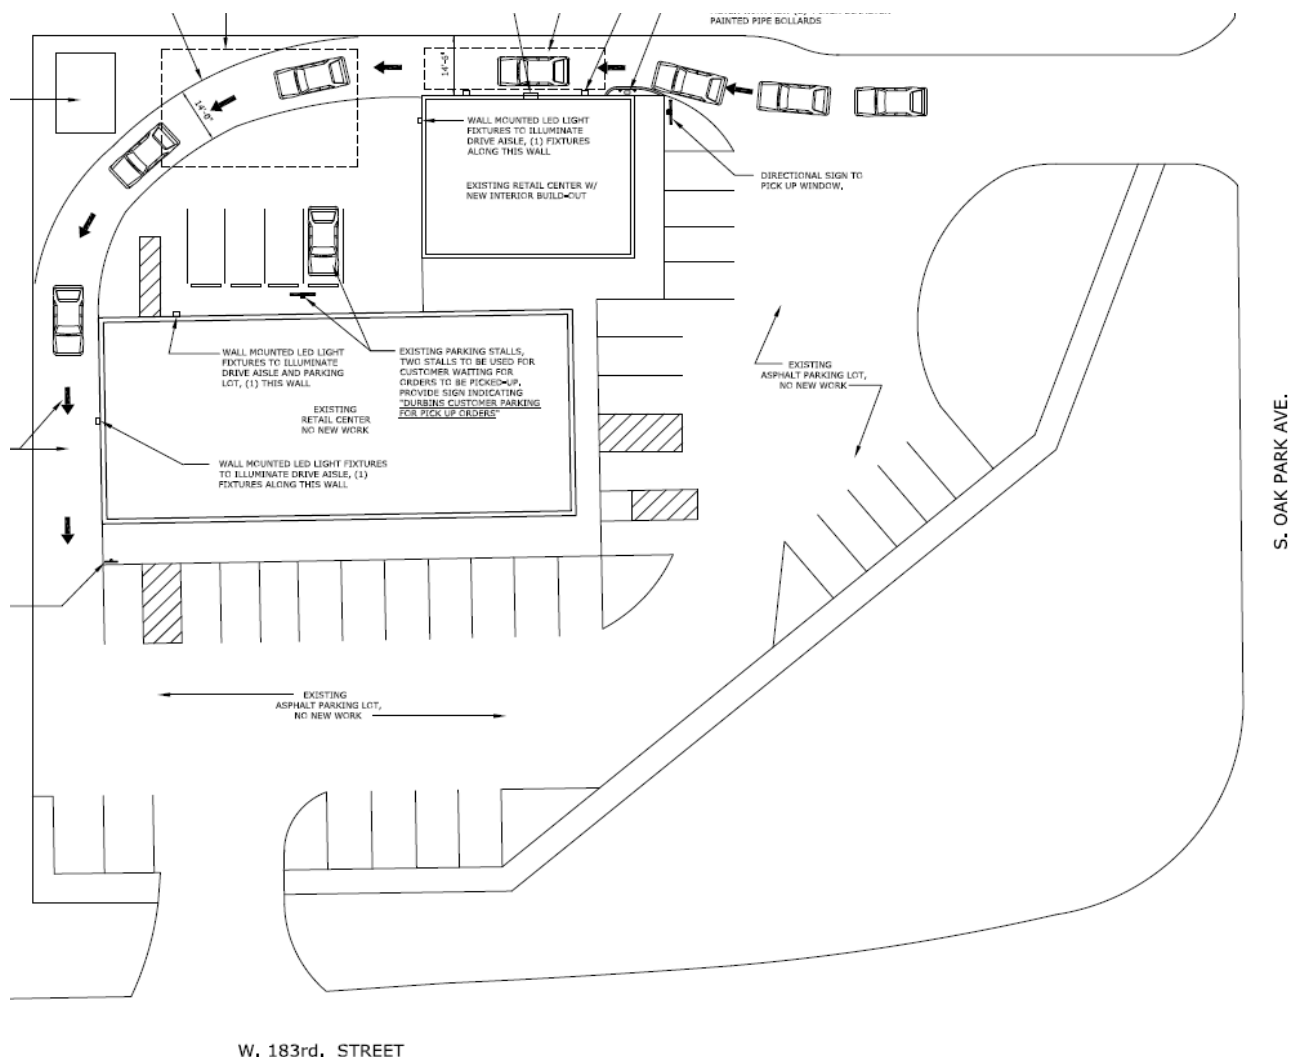 PAINTED PIPE BOLLARDS
14'-6"
14'-0"
WALL MOUNTED LED LIGHT
FIXTURES TO ILLUMINATE
DRIVE AISLE, (1) FIXTURES
ALONG THIS WALL
EXISTING RETAIL CENTER W/
NEW INTERIOR BUILD-OUT
DIRECTIONAL SIGN TO
PICK UP WINDOW,
WALL MOUNTED LED LIGHT
FIXTURES TO ILLUMINATE
DRIVE AISLE AND PARKING
LOT, (1) THIS WALL
EXISTING PARKING STALLS,
TWO STALLS TO BE USED FOR
CUSTOMER WAITING FOR
ORDERS TO BE PICKED-UP.
PROVIDE SIGN INDICATING
"DURBINS CUSTOMER PARKING
FOR PICK UP ORDERS"
EXISTING
RETAIL CENTER
NO NEW WORK
WALL MOUNTED LED LIGHT FIXTURES
TO ILLUMINATE DRIVE AISLE, (1)
FIXTURES ALONG THIS WALL
EXISTING
ASPHALT PARKING LOT,
NO NEW WORK
EXISTING
ASPHALT PARKING LOT,
NO NEW WORK
S. OAK PARK AVE.
W. 183rd. STREET